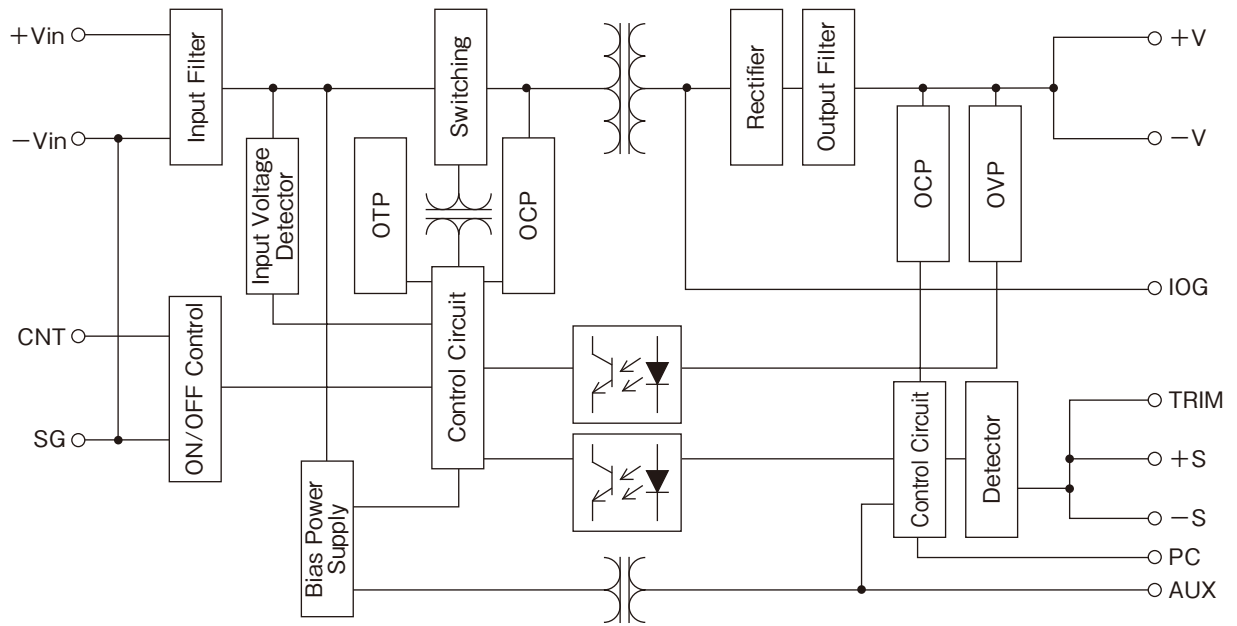 +Vin
−Vin
CNT
SG
Input Filter
Input Voltage
Detector
ON/OFF Control
Bias Power
Supply
OTP
Switching
OCP
Control Circuit
Rectifier
Output Filter
OCP
OVP
Control Circuit
Detector
+V
−V
IOG
TRIM
+S
−S
PC
AUX